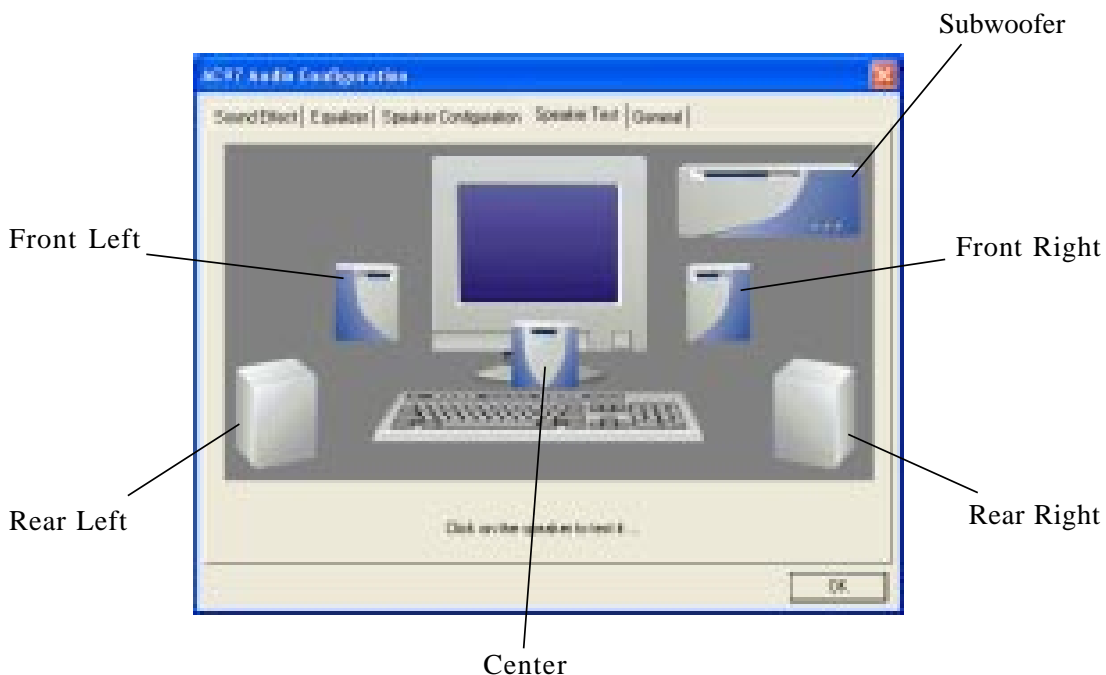 Subwoofer
AC97 Audio Configuration
Sound Effect | Equalizer | Speaker Configuration Speaker Test | General |
Front Left
Front Right
Rear Left
Rear Right
Click on the speaker to test it ...
OK
Center